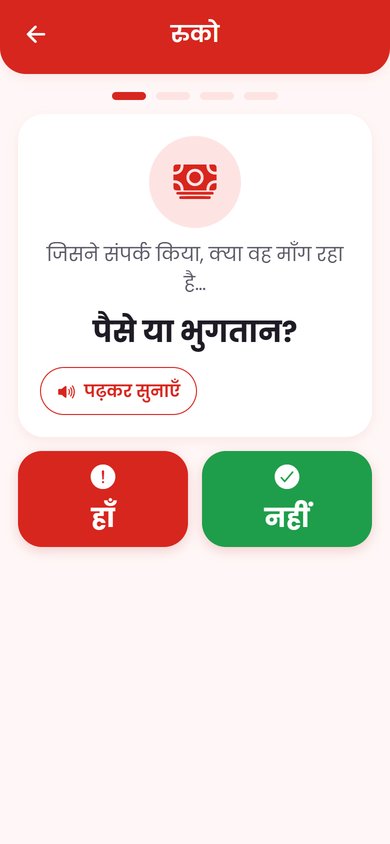 रुको
जिसने संपर्क किया, क्या वह माँग रहा
है...
पैसे या भुगतान?
पढ़कर सुनाएँ
हाँ
नहीं